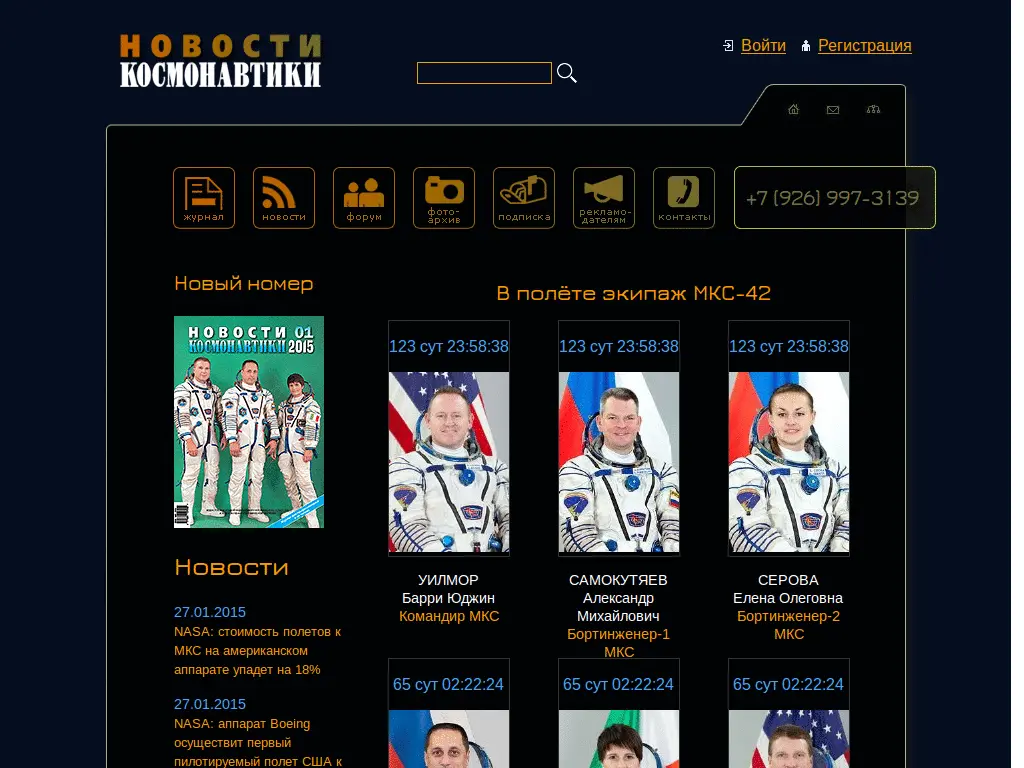 НОВОСТИ
КОСМОНАВТИКИ
Войти
Регистрация
журнал
новости
форум
фото-
архив
подписка
рекламо-
дателям
контакты
+7 (926) 997-3139
Новый номер
НОВОСТИ 01
КОСМОНАВТИКИ 2015
Новости
27.01.2015
NASA: стоимость полетов к
МКС на американском
аппарате упадет на 18%
27.01.2015
NASA: аппарат Boeing
осуществит первый
пилотируемый полет США к
В полёте экипаж МКС-42
123 сут 23:58:38
123 сут 23:58:38
123 сут 23:58:38
УИЛМОР
Барри Юджин
Командир МКС
САМОКУТЯЕВ
Александр
Михайлович
Бортинженер-1
МКС
СЕРОВА
Елена Олеговна
Бортинженер-2
МКС
65 сут 02:22:24
65 сут 02:22:24
65 сут 02:22:24